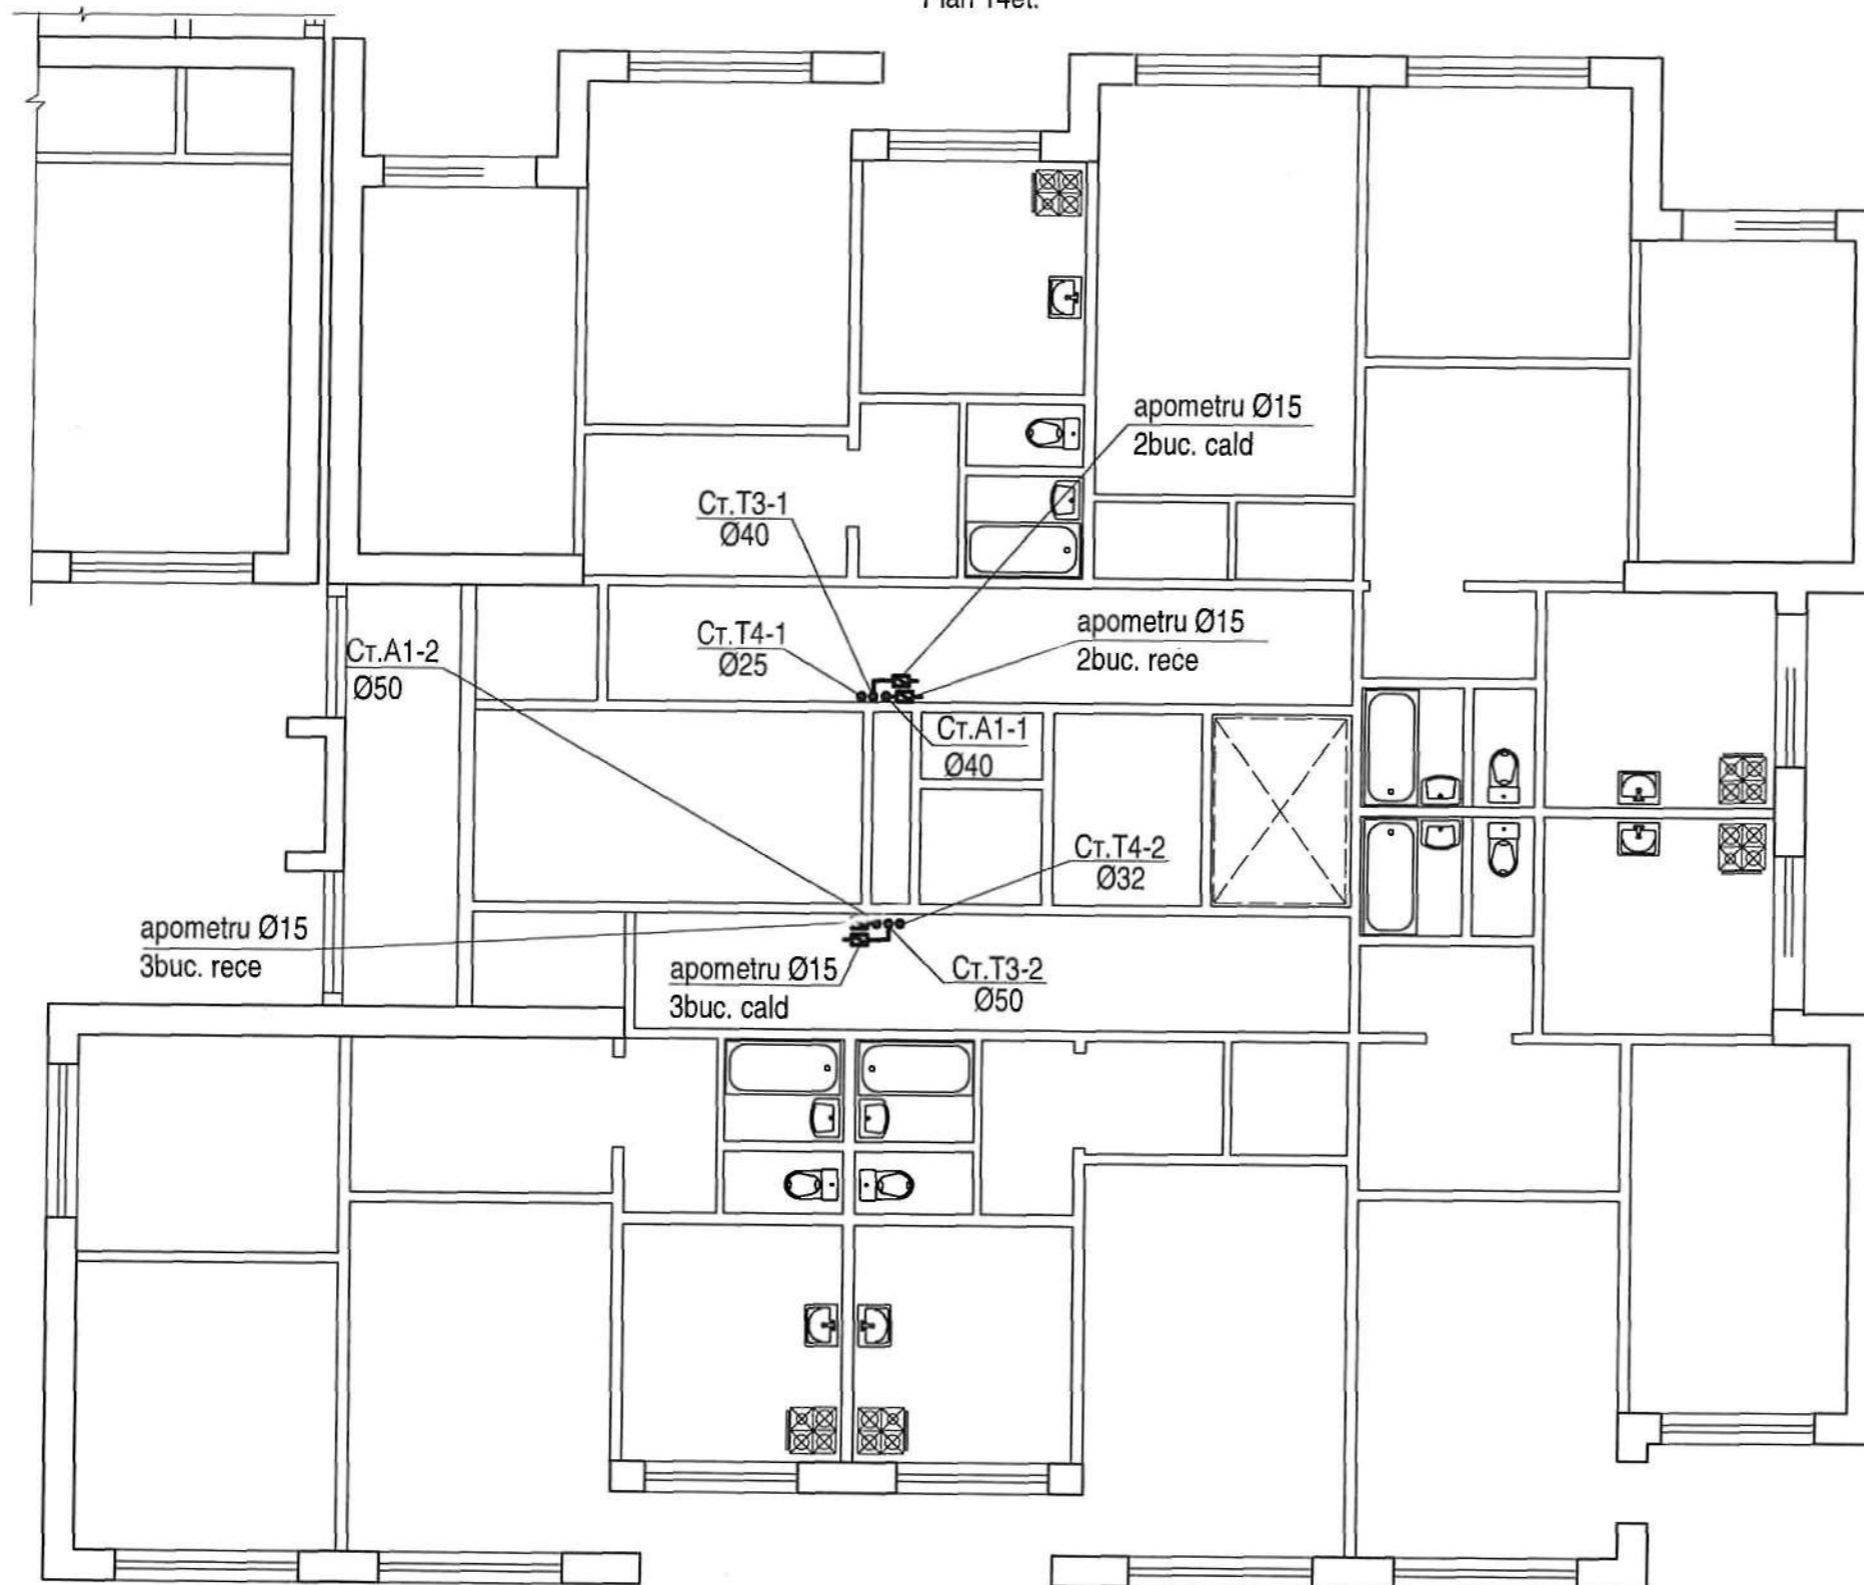 Plan 14et.
apometru Ø15
2buc. cald
Ст.Т3-1
Ø40
Ст.Т4-1
Ø25
apometru Ø15
2buc. rece
Ст.А1-2
Ø50
Ст.А1-1
Ø40
Ст.Т4-2
Ø32
apometru Ø15
3buc. rece
apometru Ø15
3buc. cald
Ст.Т3-2
Ø50